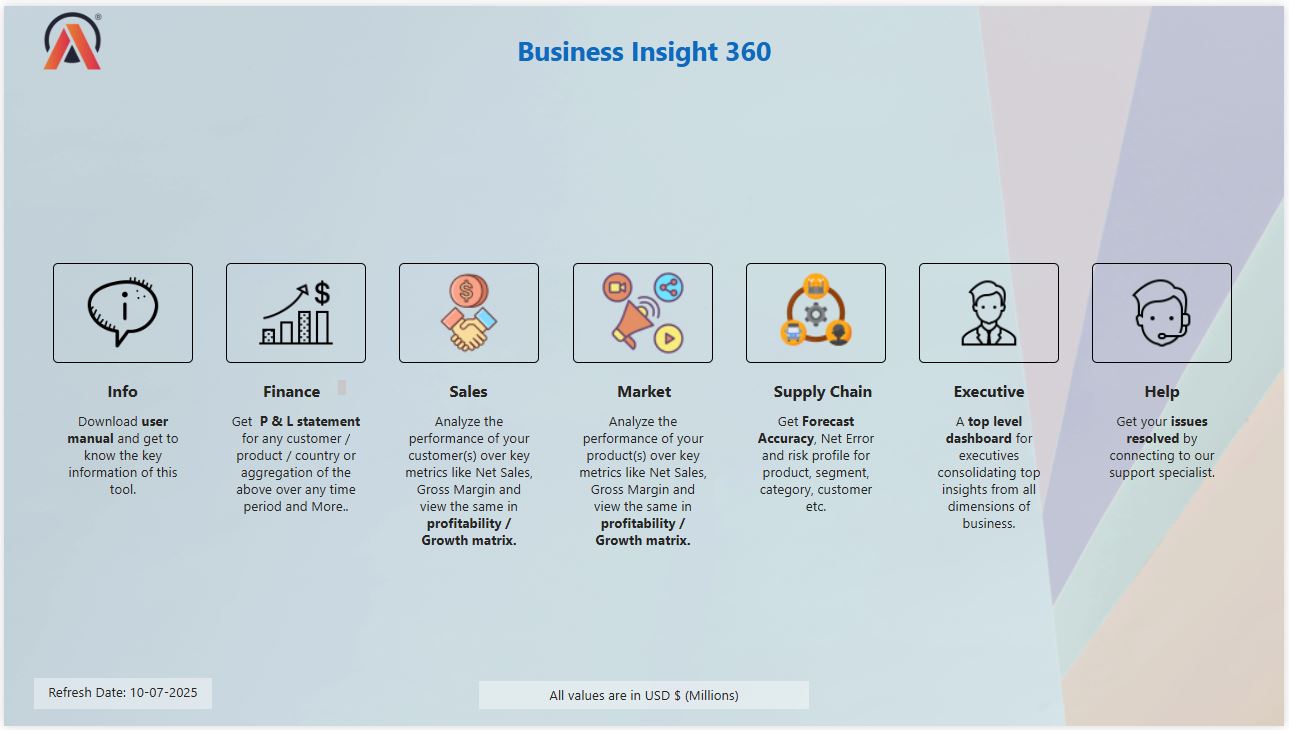 ®
Business Insight 360
Info
Download user
manual and get to
know the key
information of this
tool.
Finance
Get P & L statement
for any customer /
product / country or
aggregation of the
above over any time
period and More..
Sales
Analyze the
performance of your
customer(s) over key
metrics like Net Sales,
Gross Margin and
view the same in
profitability /
Growth matrix.
Market
Analyze the
performance of your
product(s) over key
metrics like Net Sales,
Gross Margin and
view the same in
profitability /
Growth matrix.
Supply Chain
Get Forecast
Accuracy, Net Error
and risk profile for
product, segment,
category, customer
etc.
Executive
A top level
dashboard for
executives
consolidating top
insights from all
dimensions of
business.
Help
Get your issues
resolved by
connecting to our
support specialist.
Refresh Date: 10-07-2025
All values are in USD $ (Millions)